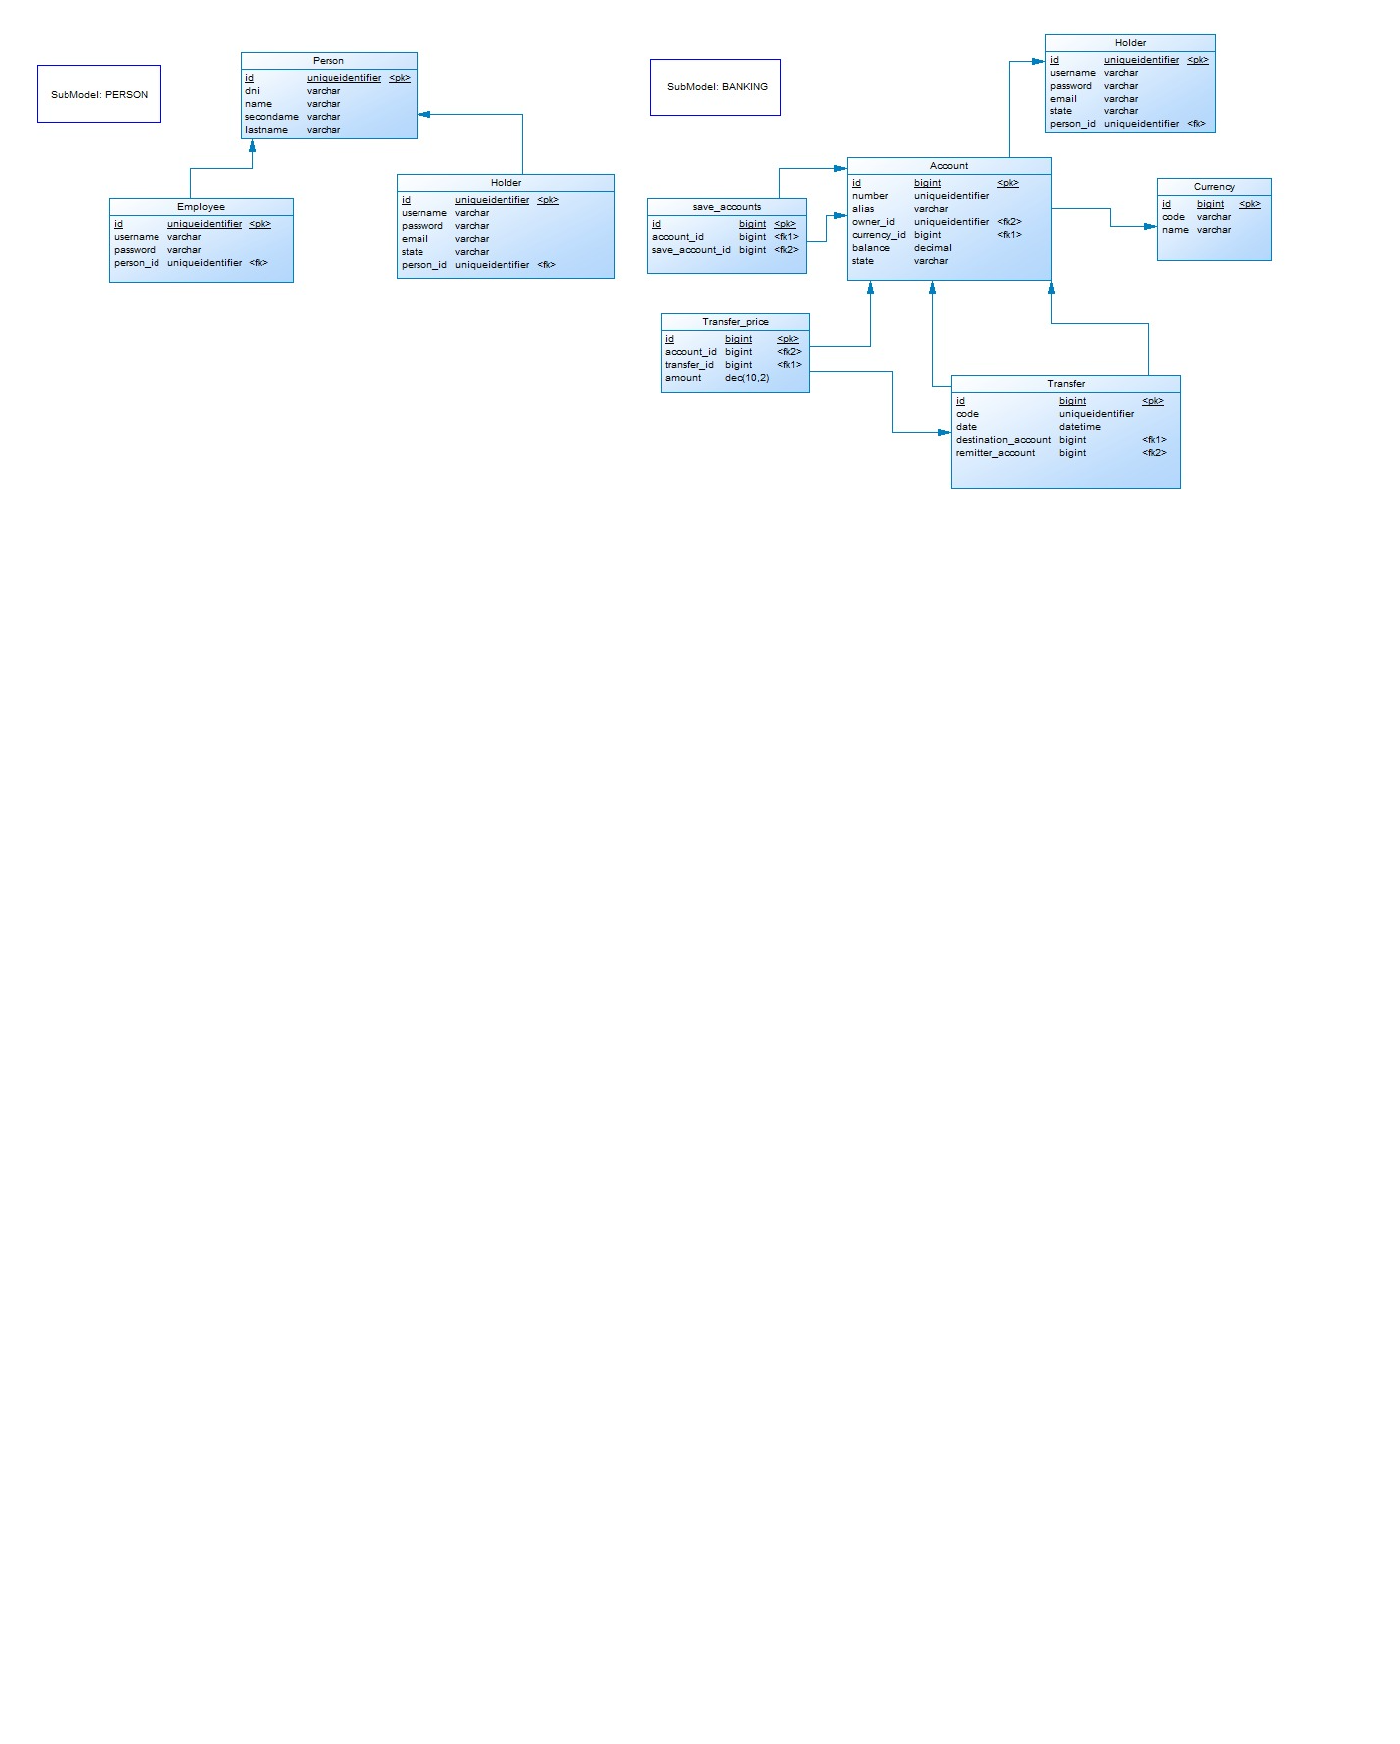 SubModel: PERSON
Person
id uniqueidentifier <pk>
dni varchar
name varchar
secondame varchar
lastname varchar
Employee
id uniqueidentifier <pk>
username varchar
password varchar
person_id uniqueidentifier <fk>
Holder
id uniqueidentifier <pk>
username varchar
password varchar
email varchar
state varchar
person_id uniqueidentifier <fk>
SubModel: BANKING
Holder
id uniqueidentifier <pk>
username varchar
password varchar
email varchar
state varchar
person_id uniqueidentifier <fk>
Account
id bigint <pk>
number uniqueidentifier
alias varchar
owner_id uniqueidentifier <fk2>
currency_id bigint <fk1>
balance decimal
state varchar
Currency
id bigint <pk>
code varchar
name varchar
save_accounts
id bigint <pk>
account_id bigint <fk1>
save_account_id bigint <fk2>
Transfer_price
id bigint <pk>
account_id bigint <fk2>
transfer_id bigint <fk1>
amount dec(10,2)
Transfer
id bigint <pk>
code uniqueidentifier
date datetime
destination_account bigint <fk1>
remitter_account bigint <fk2>